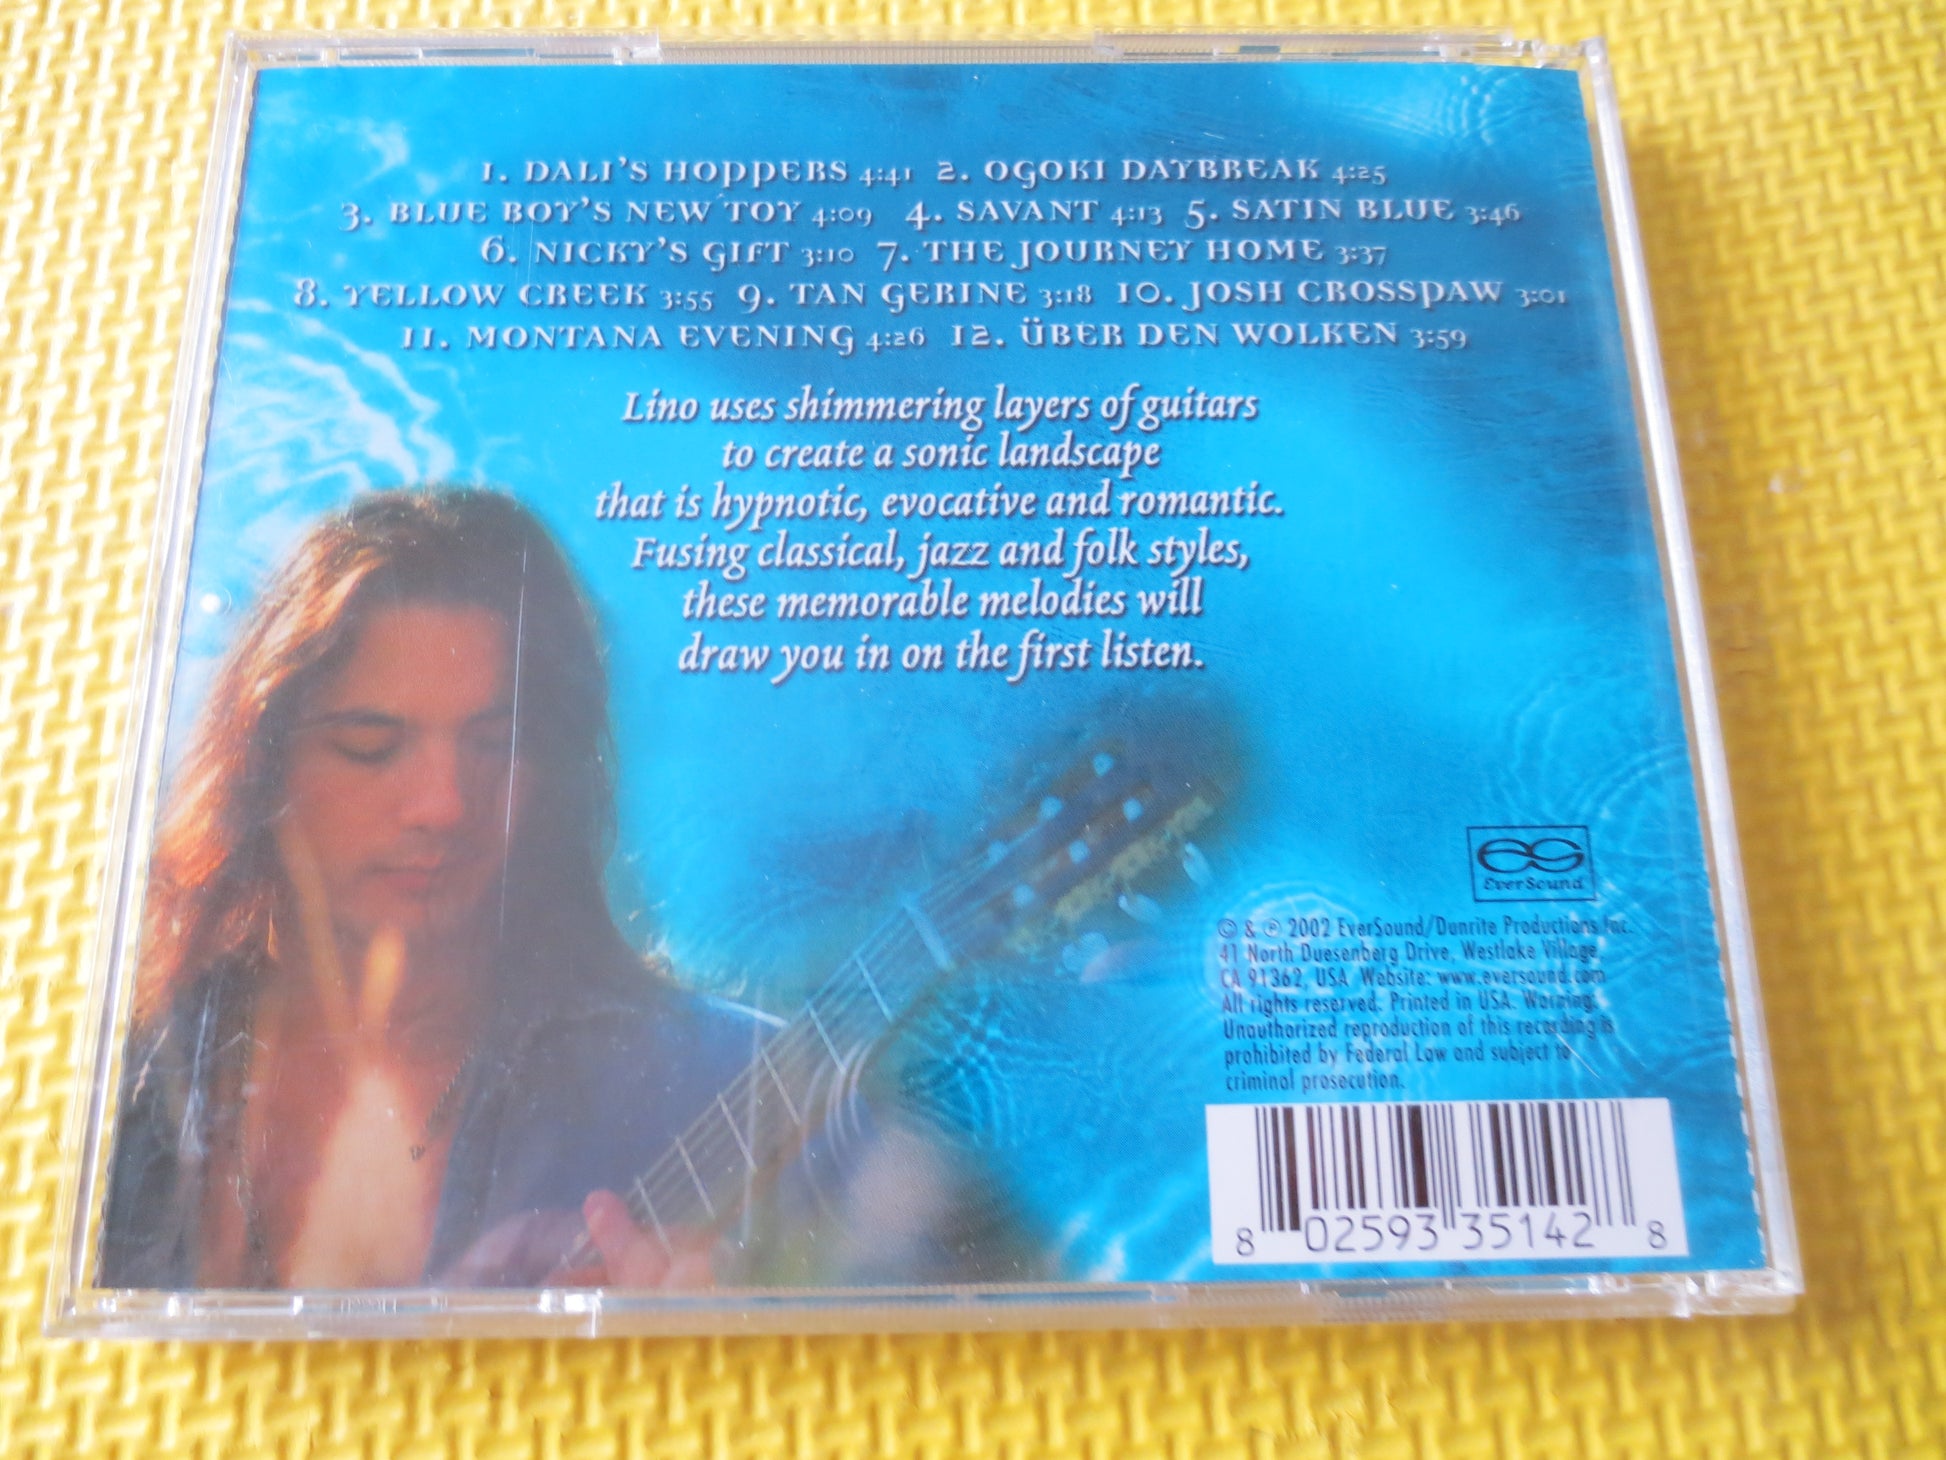 1. DALI'S HOPPERS 4:41 2. OGOKI DAYBREAK 4:25
3. BLUE BOY'S NEW TOY 4:09 4. SAVANT 4:13 5. SATIN BLUE 3:46
6. NICKY'S GIFT 3:10 7. THE JOURNEY HOME 3:37
8. YELLOW CREEK 3:55 9. TAN GERINE 3:18 10. JOSH CROSSPAW 3:01
11. MONTANA EVENING 4:26 12. ÜBER DEN WOLKEN 3:59
Lino uses shimmering layers of guitars
to create a sonic landscape
that is hypnotic, evocative and romantic.
Fusing classical, jazz and folk styles,
these memorable melodies will
draw you in on the first listen.
ES
EverSound
© & ℗ 2002 EverSound/Dunrite Productions Inc.
41 North Duesenberg Drive, Westlake Village,
CA 91362, USA Website: www.eversound.com
All rights reserved. Printed in USA. Warning:
Unauthorized reproduction of this recording is
prohibited by Federal Law and subject to
criminal prosecution.
8 02593 35142 8